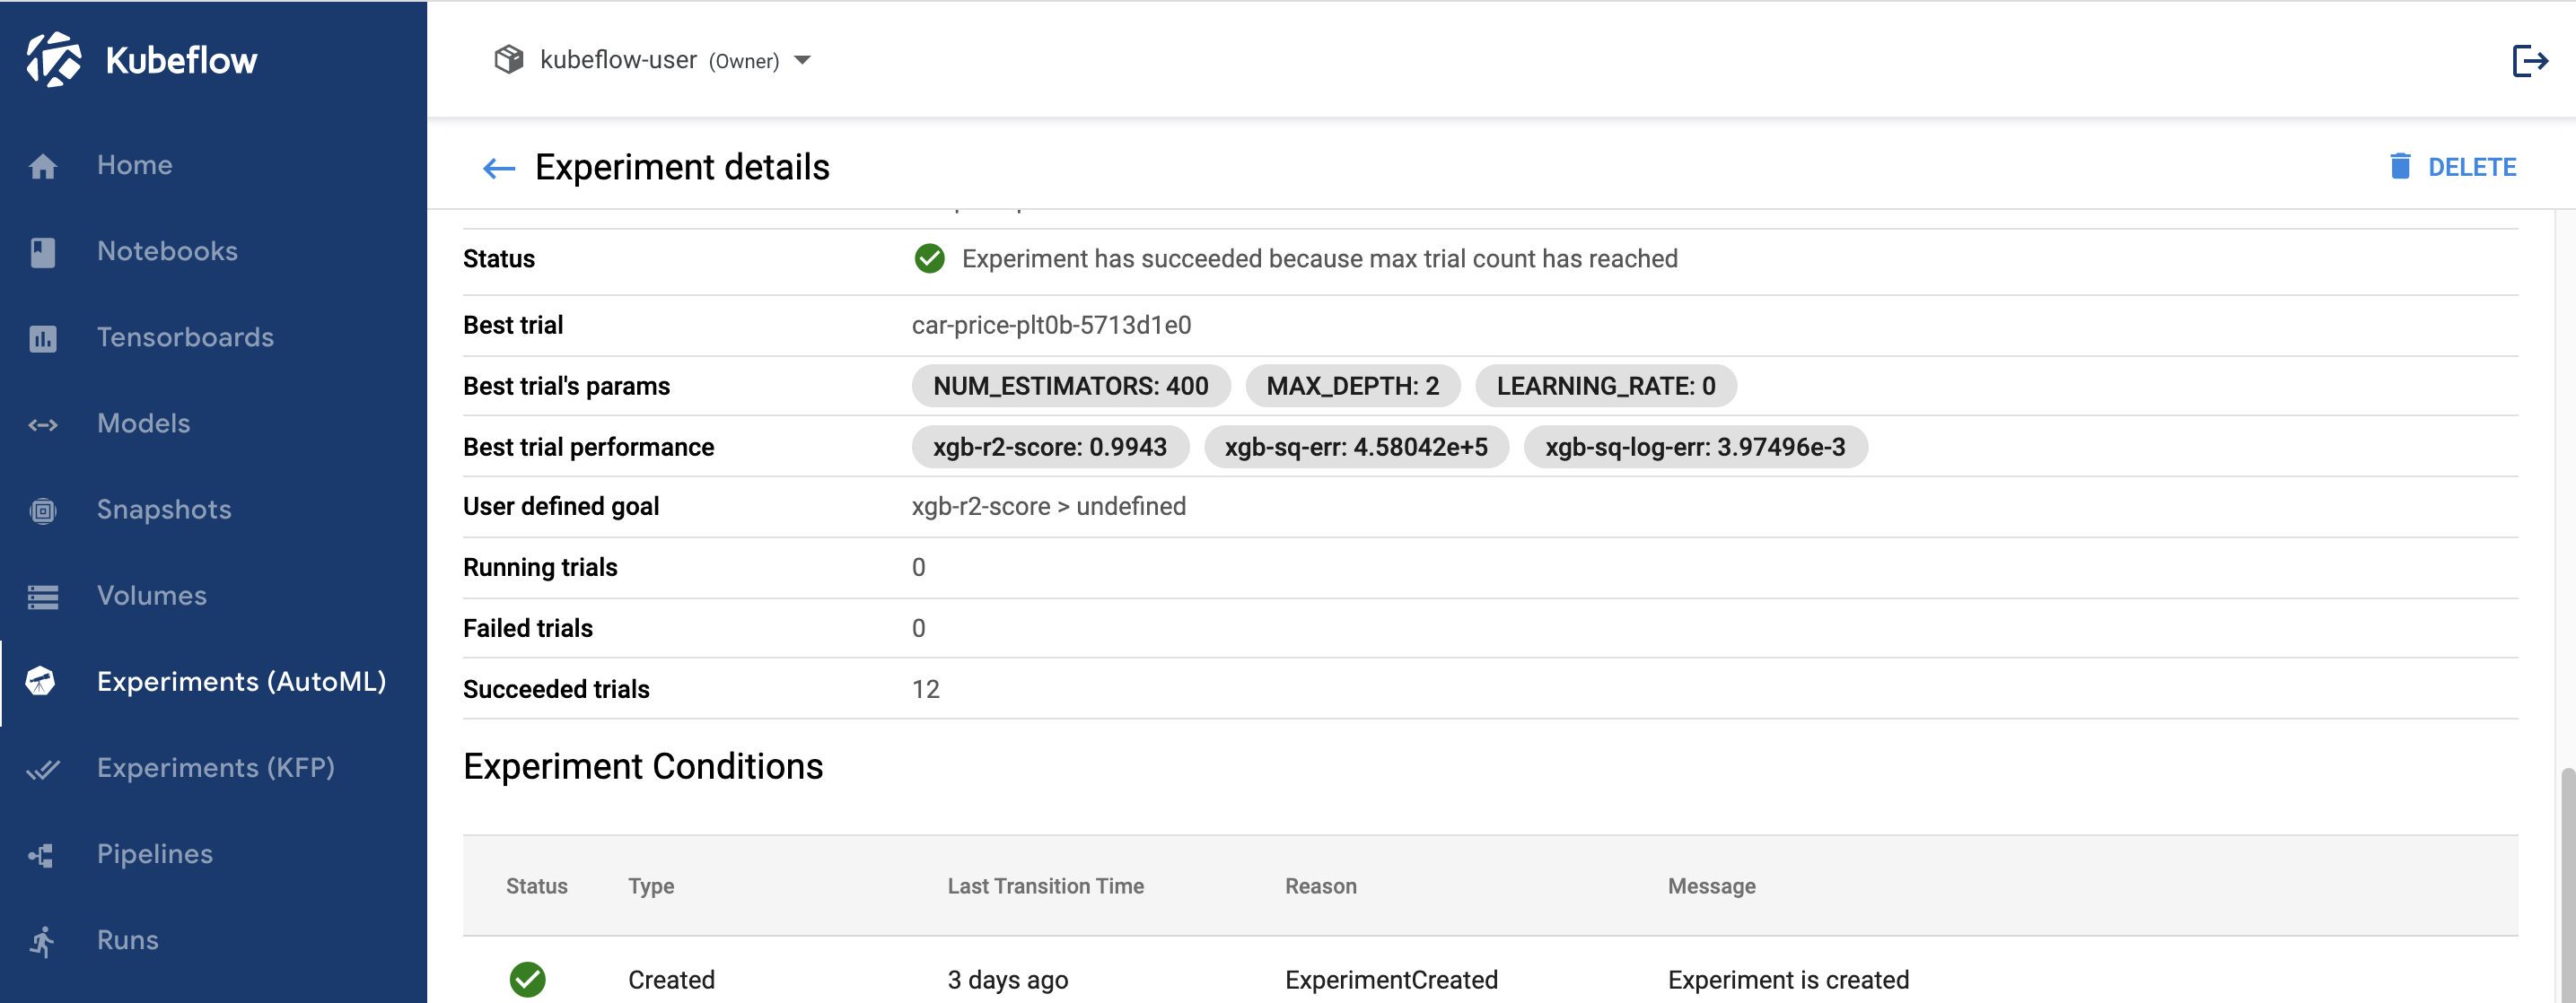 Kubeflow
kubeflow-user (Owner)
Home
Notebooks
Tensorboards
Models
Snapshots
Volumes
Experiments (AutoML)
Experiments (KFP)
Pipelines
Runs
Experiment details
DELETE
Status Experiment has succeeded because max trial count has reached
Best trial car-price-plt0b-5713d1e0
Best trial's params NUM_ESTIMATORS: 400 MAX_DEPTH: 2 LEARNING_RATE: 0
Best trial performance xgb-r2-score: 0.9943 xgb-sq-err: 4.58042e+5 xgb-sq-log-err: 3.97496e-3
User defined goal xgb-r2-score > undefined
Running trials 0
Failed trials 0
Succeeded trials 12
Experiment Conditions
Status Type Last Transition Time Reason Message
Created 3 days ago ExperimentCreated Experiment is created